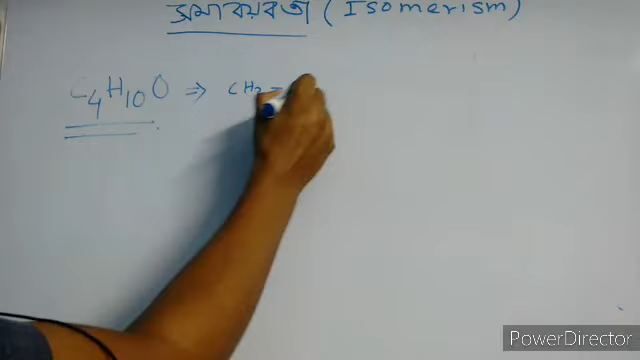 সমাবয়বতা (Isomerism)
C4H10O ⇒ CH3 –
PowerDirector